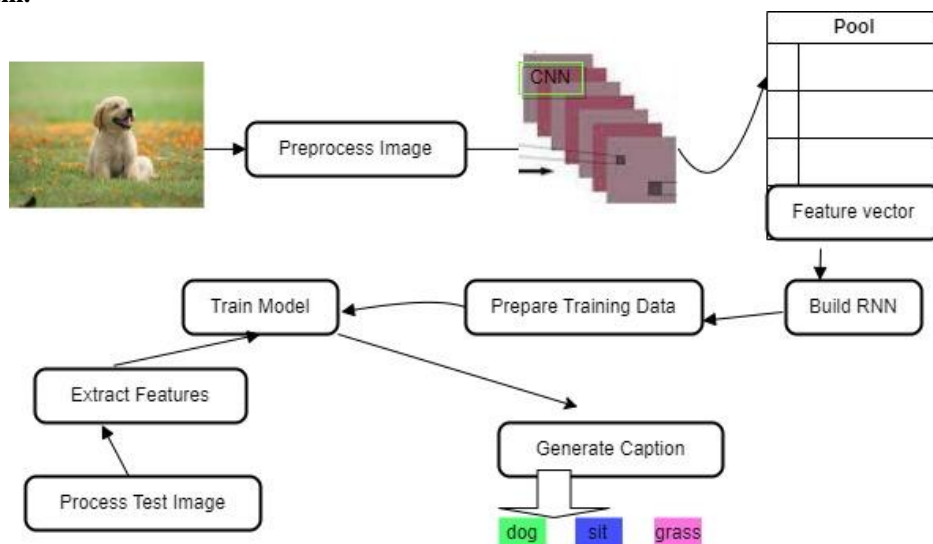 Pool
CNN
Preprocess Image
Feature vector
Train Model
Prepare Training Data
Build RNN
Extract Features
Generate Caption
Process Test Image
dog sit grass